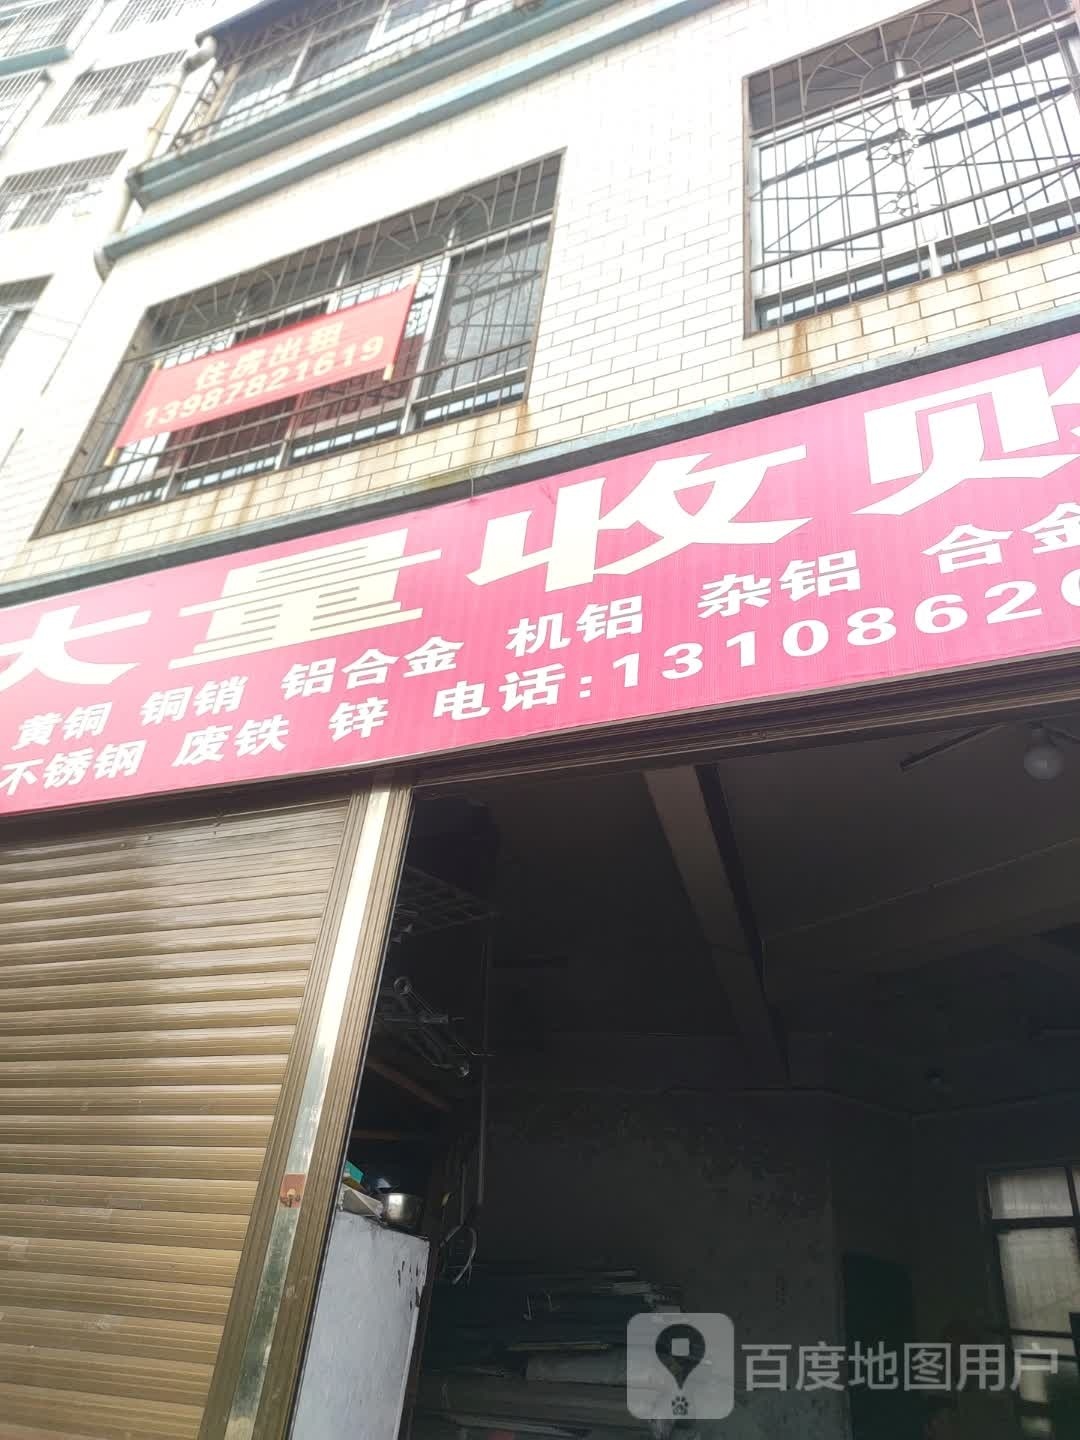 住房出租
13987821619
大量收购
黄铜 铜销 铝合金 机铝 杂铝 合金
不锈钢 废铁 锌 电话:1310862
百度地图用户